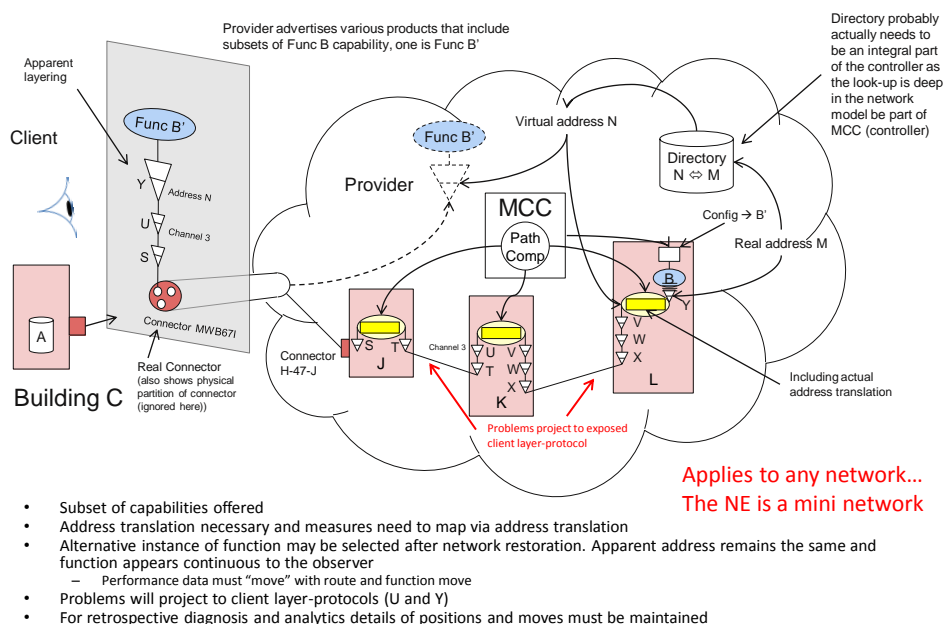 Provider advertises various products that include
subsets of Func B capability, one is Func B’
Directory probably
actually needs to
be an integral part
of the controller as
the look-up is deep
in the network
model be part of
MCC (controller)
Apparent
layering
Client
Func B’
Y
Address N
U
Channel 3
S
Connector MWB67I
A
Building C
Real Connector
(also shows physical
partition of connector
(ignored here))
Func B’
Provider
Virtual address N
Directory
N ⇔ M
MCC
Path
Comp
Config → B’
Real address M
B
Y
V
W
X
L
Connector
H-47-J
S
T
J
Channel 3
U
V
T
W
X
K
Including actual
address translation
Problems project to exposed
client layer-protocol
Applies to any network…
The NE is a mini network
• Subset of capabilities offered
• Address translation necessary and measures need to map via address translation
• Alternative instance of function may be selected after network restoration. Apparent address remains the same and
function appears continuous to the observer
– Performance data must “move” with route and function move
• Problems will project to client layer-protocols (U and Y)
• For retrospective diagnosis and analytics details of positions and moves must be maintained